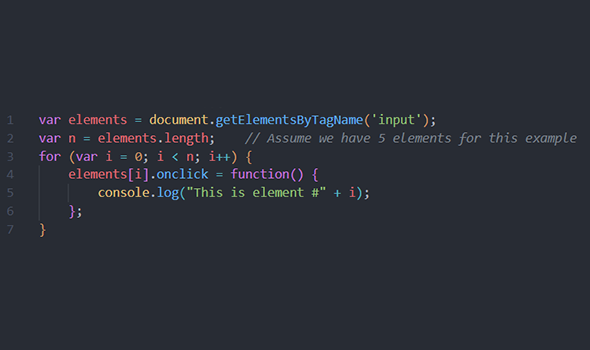 1 var elements = document.getElementsByTagName('input');
2 var n = elements.length;    // Assume we have 5 elements for this example
3 for (var i = 0; i < n; i++) {
4     elements[i].onclick = function() {
5         console.log("This is element #" + i);
6     };
7 }